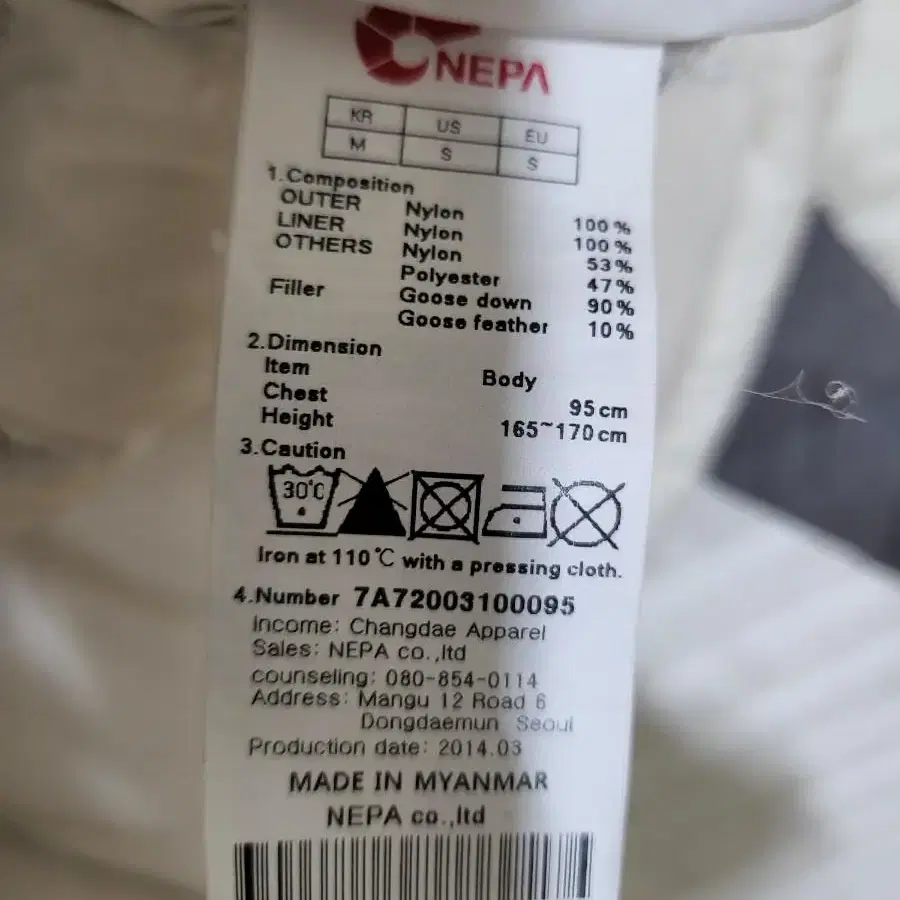 NEPA
KR US EU
M S S
1.Composition
OUTER Nylon 100%
LINER Nylon 100%
OTHERS Nylon 53%
Polyester 47%
Filler Goose down 90%
Goose feather 10%
2.Dimension
Item Body
Chest 95cm
Height 165~170cm
3.Caution
30℃
Iron at 110℃ with a pressing cloth.
4.Number 7A72003100095
Income: Changdae Apparel
Sales: NEPA co.,ltd
counseling: 080-854-0114
Address: Mangu 12 Road 6
Dongdaemun Seoul
Production date: 2014.03
MADE IN MYANMAR
NEPA co.,ltd